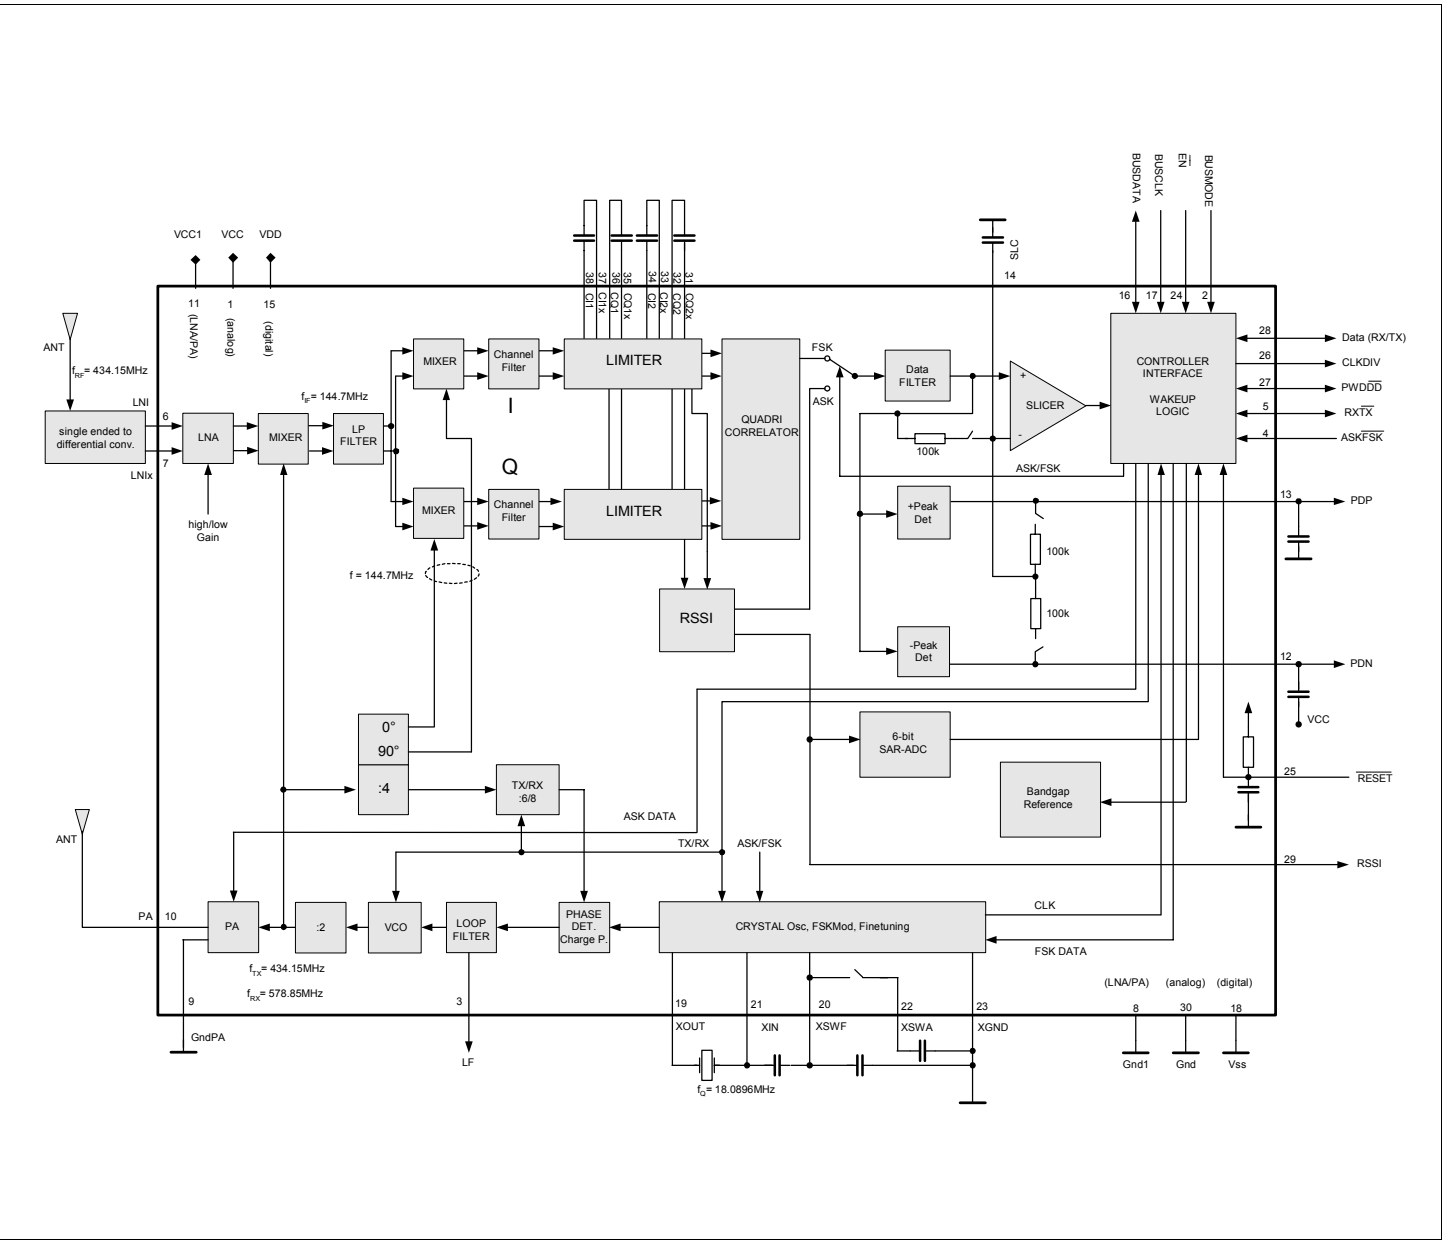 BUSDATA
BUSCLK
EN
BUSMODE
VCC1
VCC
VDD
SLC
14
11
(LNA/PA)
1
(analog)
15
(digital)
38 CI1
37 CI1x
36 CQ1
35 CQ1x
34 CI2
33 CI2x
32 CQ2
31 CQ2x
16
17
24
2
ANT
fRF= 434.15MHz
single ended to
differential conv.
LNI
6
7
LNIx
LNA
high/low
Gain
MIXER
fIF= 144.7MHz
LP
FILTER
MIXER
Channel
Filter
LIMITER
I
Q
MIXER
Channel
Filter
LIMITER
QUADRI
CORRELATOR
FSK
ASK
Data
FILTER
100k
+
-
SLICER
ASK/FSK
CONTROLLER
INTERFACE
WAKEUP
LOGIC
28
Data (RX/TX)
26
CLKDIV
27
PWDDD
5
RXTX
4
ASKFSK
+Peak
Det
13
PDP
100k
100k
f = 144.7MHz
RSSI
-Peak
Det
12
PDN
VCC
0°
90°
:4
TX/RX
:6/8
6-bit
SAR-ADC
Bandgap
Reference
25
RESET
ANT
ASK DATA
TX/RX
ASK/FSK
29
RSSI
PA
10
PA
:2
VCO
LOOP
FILTER
PHASE
DET.
Charge P.
CRYSTAL Osc, FSKMod, Finetuning
CLK
FSK DATA
fTX= 434.15MHz
fRX= 578.85MHz
9
GndPA
3
LF
19
XOUT
21
XIN
20
XSWF
22
XSWA
23
XGND
fQ= 18.0896MHz
(LNA/PA)
(analog)
(digital)
8
30
18
Gnd1
Gnd
Vss